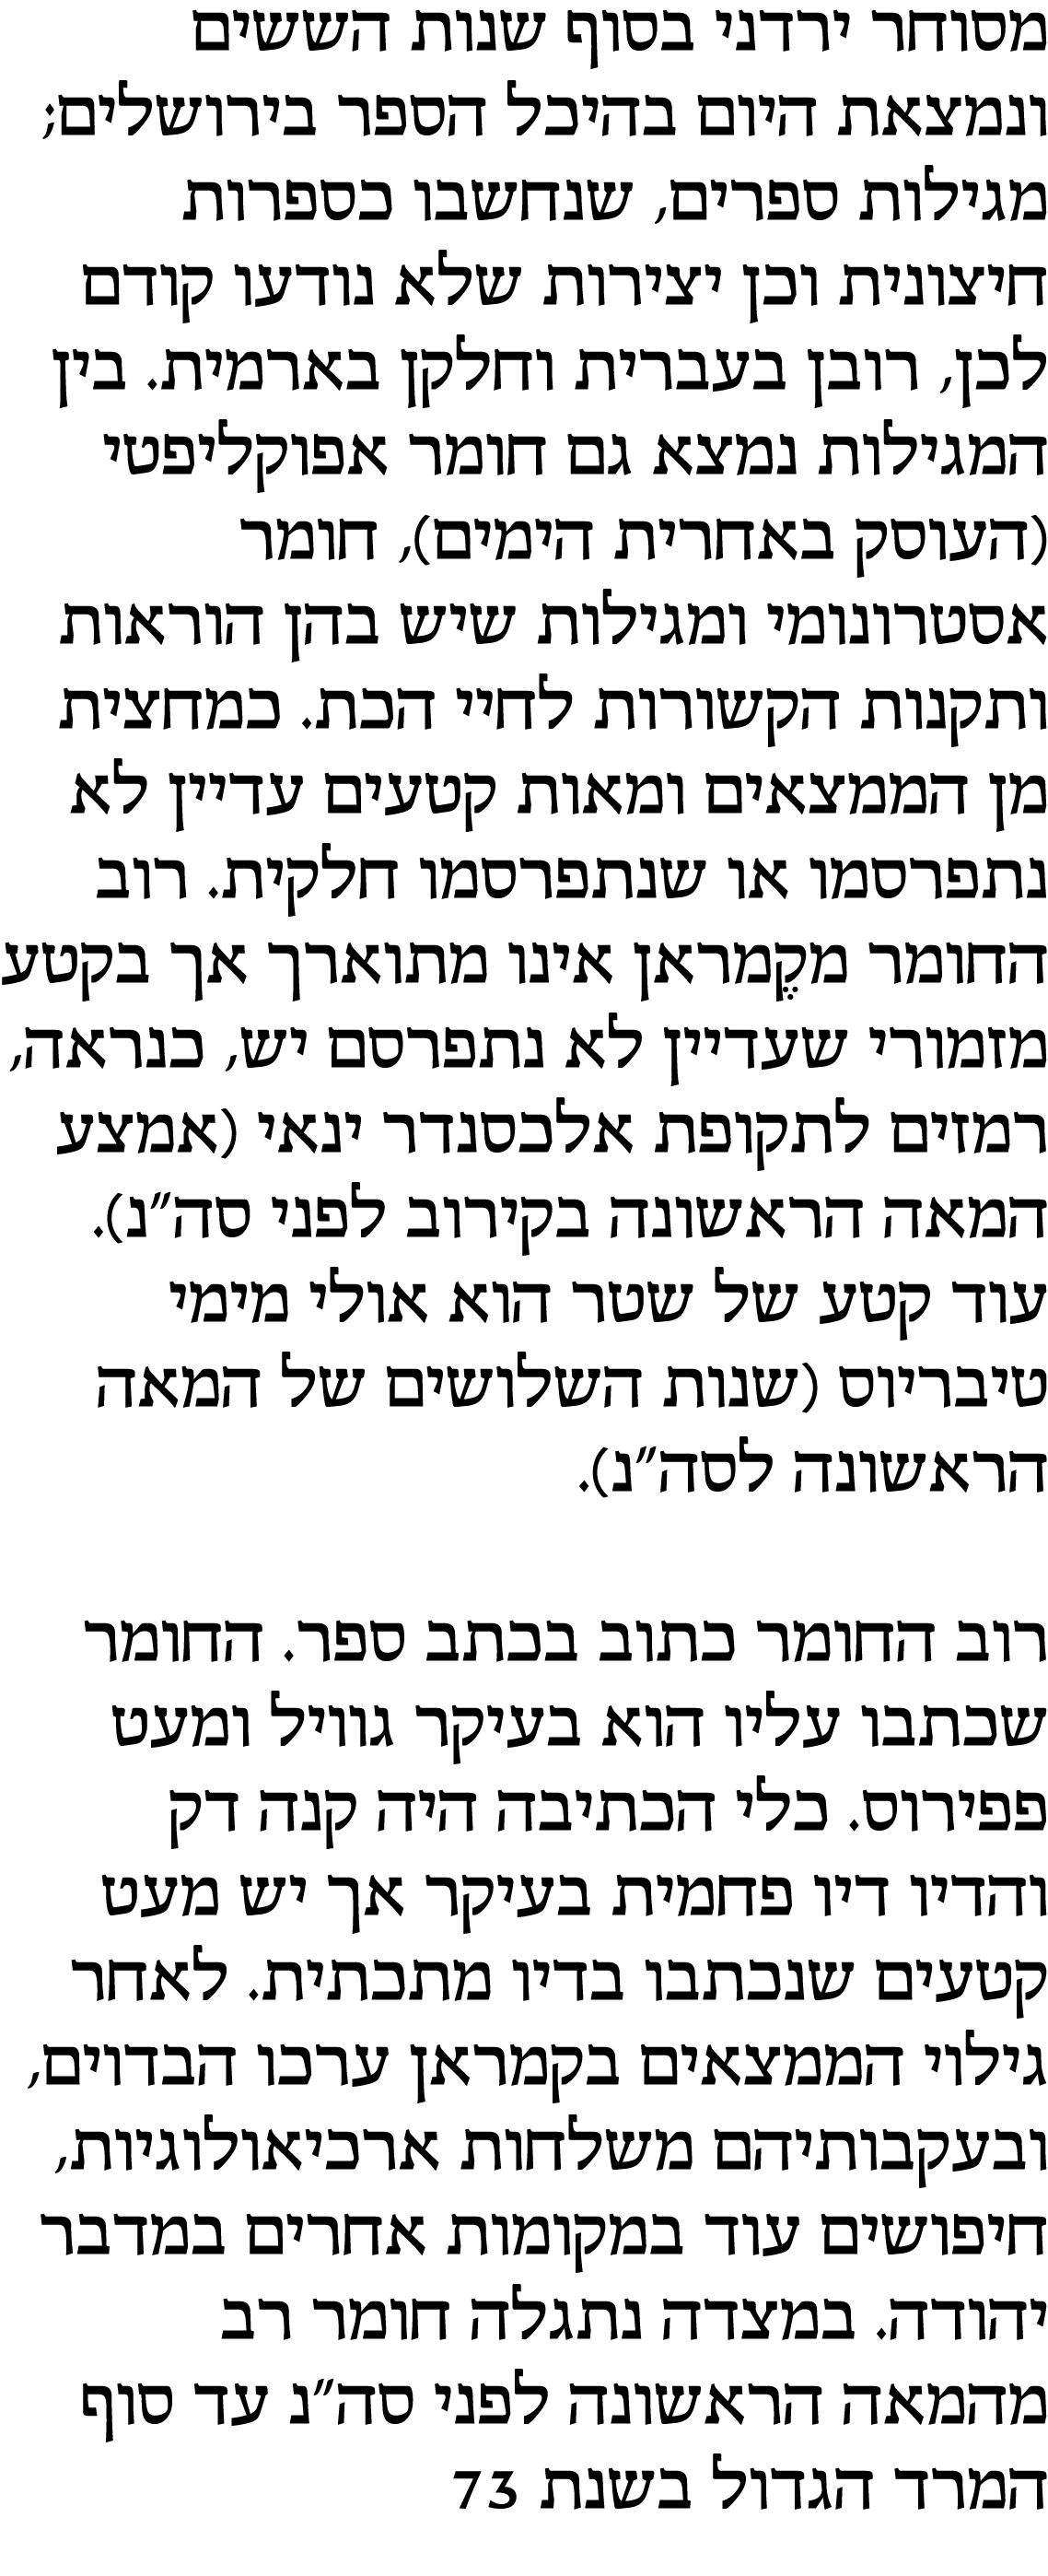 מסוחר ירדני בסוף שנות הששים
ונמצאת היום בהיכל הספר בירושלים;
מגילות ספרים, שנחשבו כספרות
חיצונית וכן יצירות שלא נודעו קודם
לכן, רובן בעברית וחלקן בארמית. בין
המגילות נמצא גם חומר אפוקליפטי
(העוסק באחרית הימים), חומר
אסטרונומי ומגילות שיש בהן הוראות
ותקנות הקשורות לחיי הכת. כמחצית
מן הממצאים ומאות קטעים עדיין לא
נתפרסמו או שנתפרסמו חלקית. רוב
החומר מקֶמראן אינו מתוארך אך בקטע
מזמורי שעדיין לא נתפרסם יש, כנראה,
רמזים לתקופת אלכסנדר ינאי (אמצע
המאה הראשונה בקירוב לפני סה״נ).
עוד קטע של שטר הוא אולי מימי
טיבריוס (שנות השלושים של המאה
הראשונה לסה״נ).
רוב החומר כתוב בכתב ספר. החומר
שכתבו עליו הוא בעיקר גוויל ומעט
פפירוס. כלי הכתיבה היה קנה דק
והדיו דיו פחמית בעיקר אך יש מעט
קטעים שנכתבו בדיו מתכתית. לאחר
גילוי הממצאים בקמראן ערכו הבדוים,
ובעקבותיהם משלחות ארכיאולוגיות,
חיפושים עוד במקומות אחרים במדבר
יהודה. במצדה נתגלה חומר רב
מהמאה הראשונה לפני סה״נ עד סוף
המרד הגדול בשנת 73